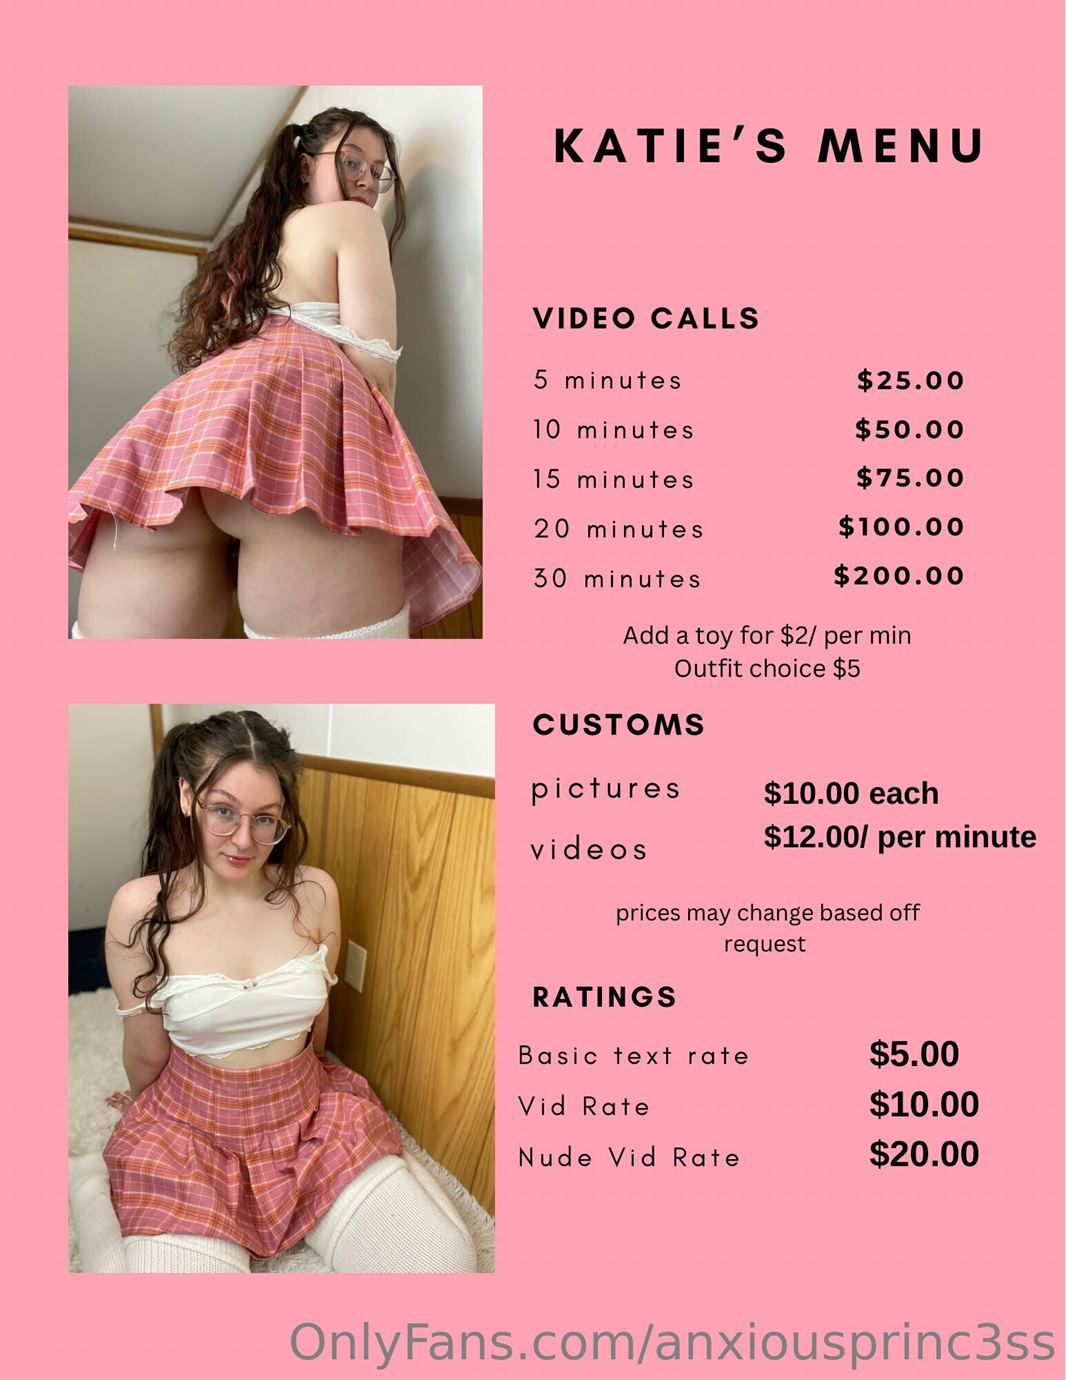 KATIE’S MENU
VIDEO CALLS
5 minutes $25.00
10 minutes $50.00
15 minutes $75.00
20 minutes $100.00
30 minutes $200.00
Add a toy for $2/ per min
Outfit choice $5
CUSTOMS
pictures $10.00 each
videos $12.00/ per minute
prices may change based off
request
RATINGS
Basic text rate $5.00
Vid Rate $10.00
Nude Vid Rate $20.00
OnlyFans.com/anxiousprinc3ss